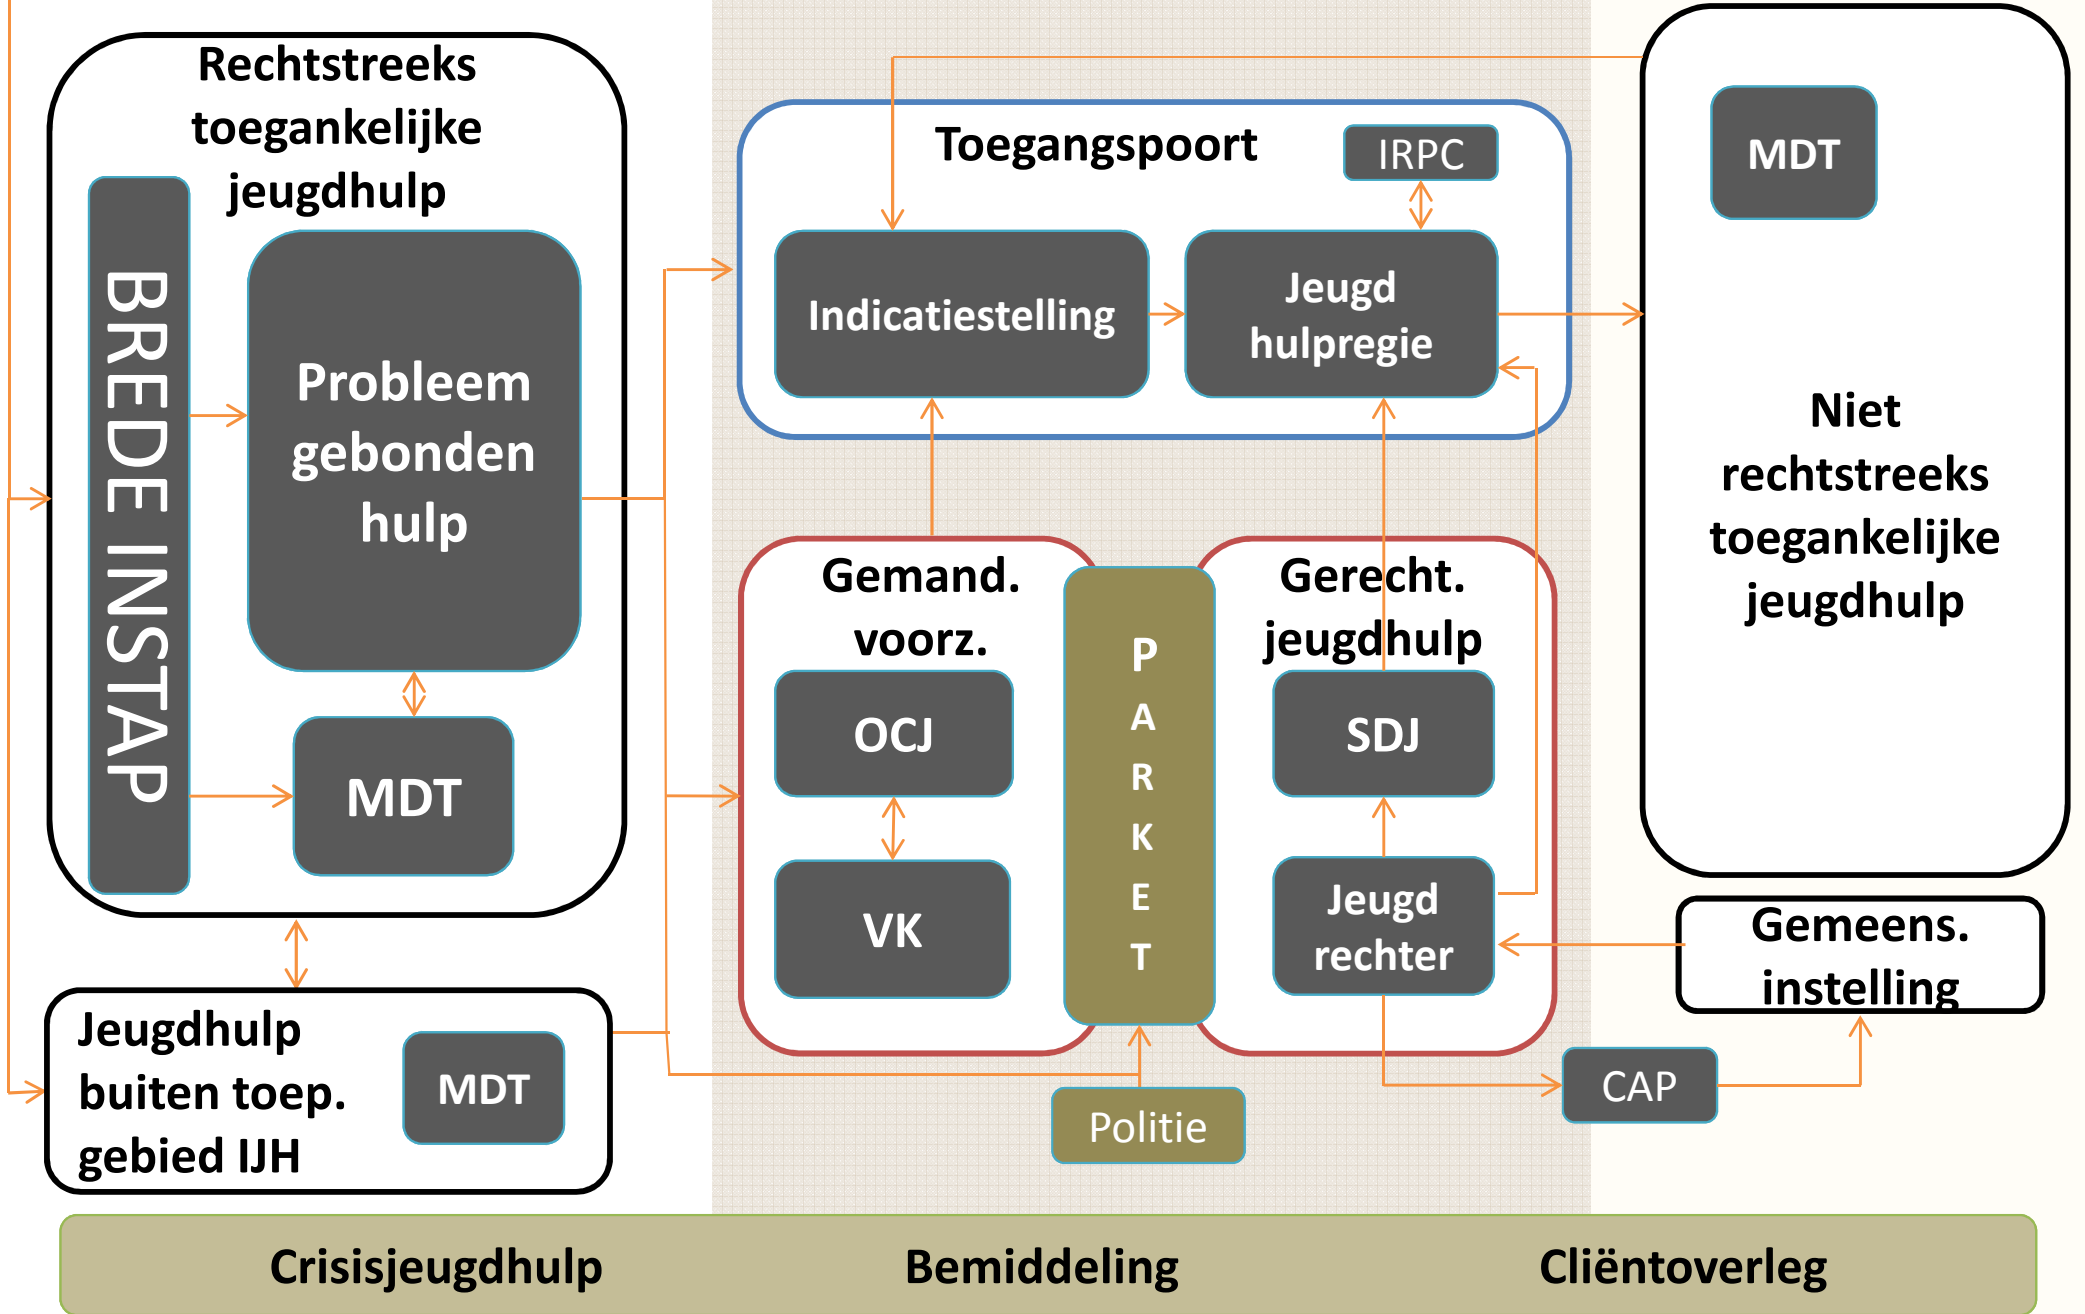 Rechtstreeks
toegankelijke
jeugdhulp
BREDE INSTAP
Probleem
gebonden
hulp
MDT
Jeugdhulp
buiten toep.
gebied IJH
MDT
Toegangspoort
IRPC
Indicatiestelling
Jeugd
hulpregie
Gemand.
voorz.
OCJ
VK
P
A
R
K
E
T
Gerecht.
jeugdhulp
SDJ
Jeugd
rechter
Politie
MDT
Niet
rechtstreeks
toegankelijke
jeugdhulp
Gemeens.
instelling
CAP
Crisisjeugdhulp
Bemiddeling
Cliëntoverleg